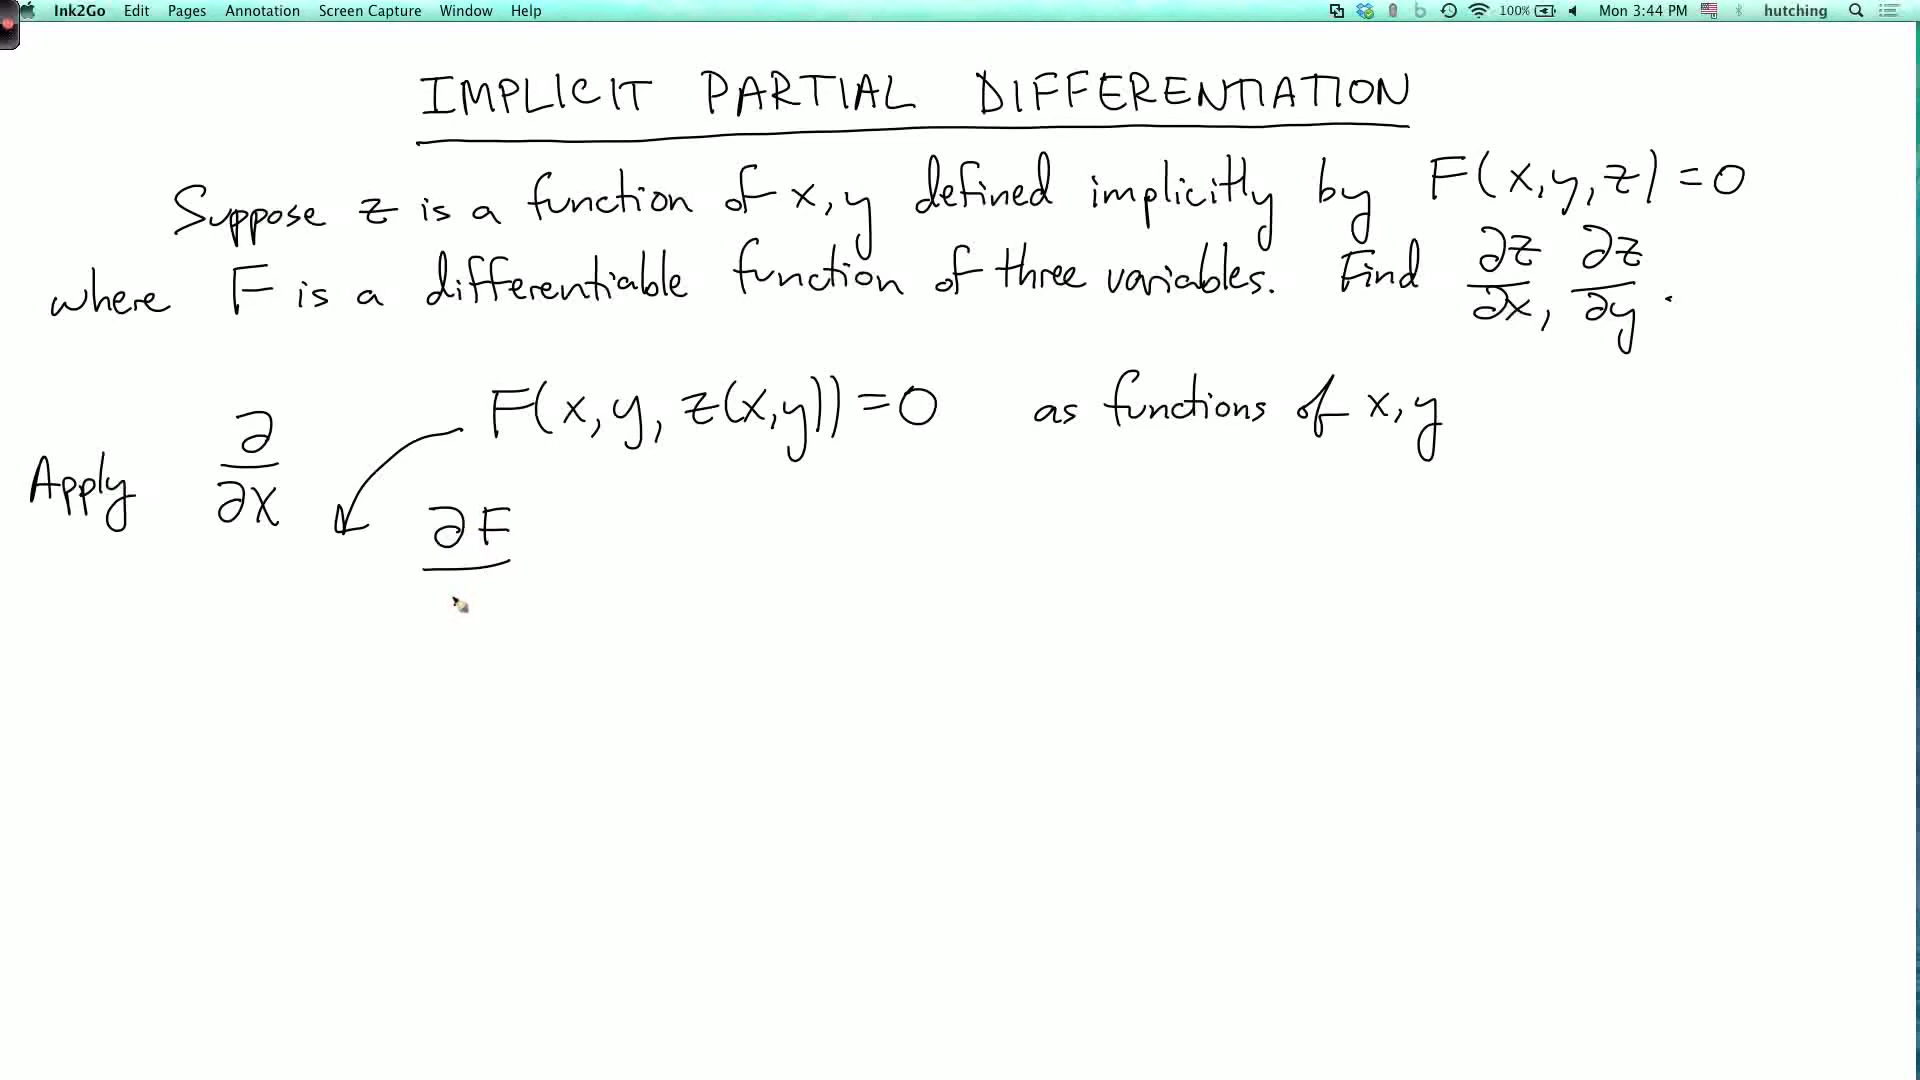 Ink2Go Edit Pages Annotation Screen Capture Window Help 100% Mon 3:44 PM hutching
IMPLICIT PARTIAL DIFFERENTIATION
Suppose z is a function of x, y defined implicitly by F(x, y, z) = 0
where F is a differentiable function of three variables. Find ∂z/∂x, ∂z/∂y.
F(x, y, z(x,y)) = 0 as functions of x, y
Apply ∂/∂x
∂F